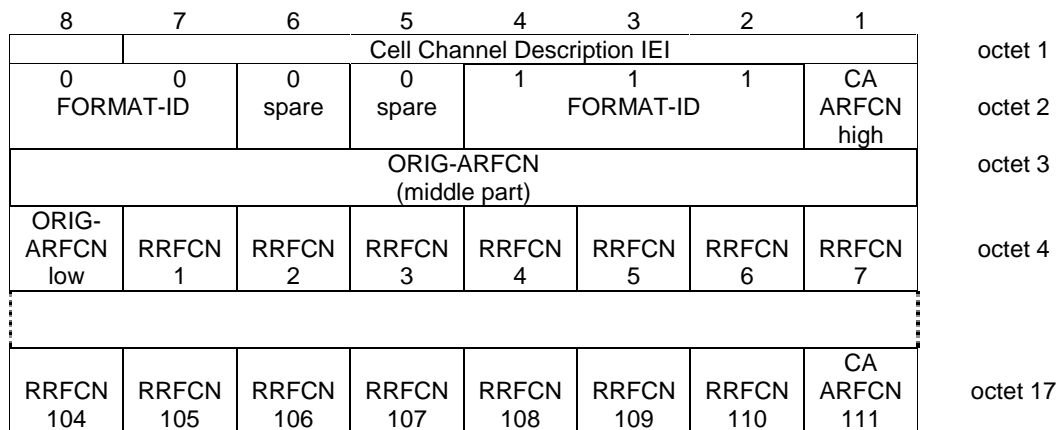 8 7 6 5 4 3 2 1
Cell Channel Description IEI octet 1
0 0 0 0 1 1 1 CA
FORMAT-ID spare spare FORMAT-ID ARFCN octet 2
high
ORIG-ARFCN octet 3
(middle part)
ORIG-
ARFCN RRFCN RRFCN RRFCN RRFCN RRFCN RRFCN RRFCN octet 4
low 1 2 3 4 5 6 7
CA
RRFCN RRFCN RRFCN RRFCN RRFCN RRFCN RRFCN ARFCN octet 17
104 105 106 107 108 109 110 111